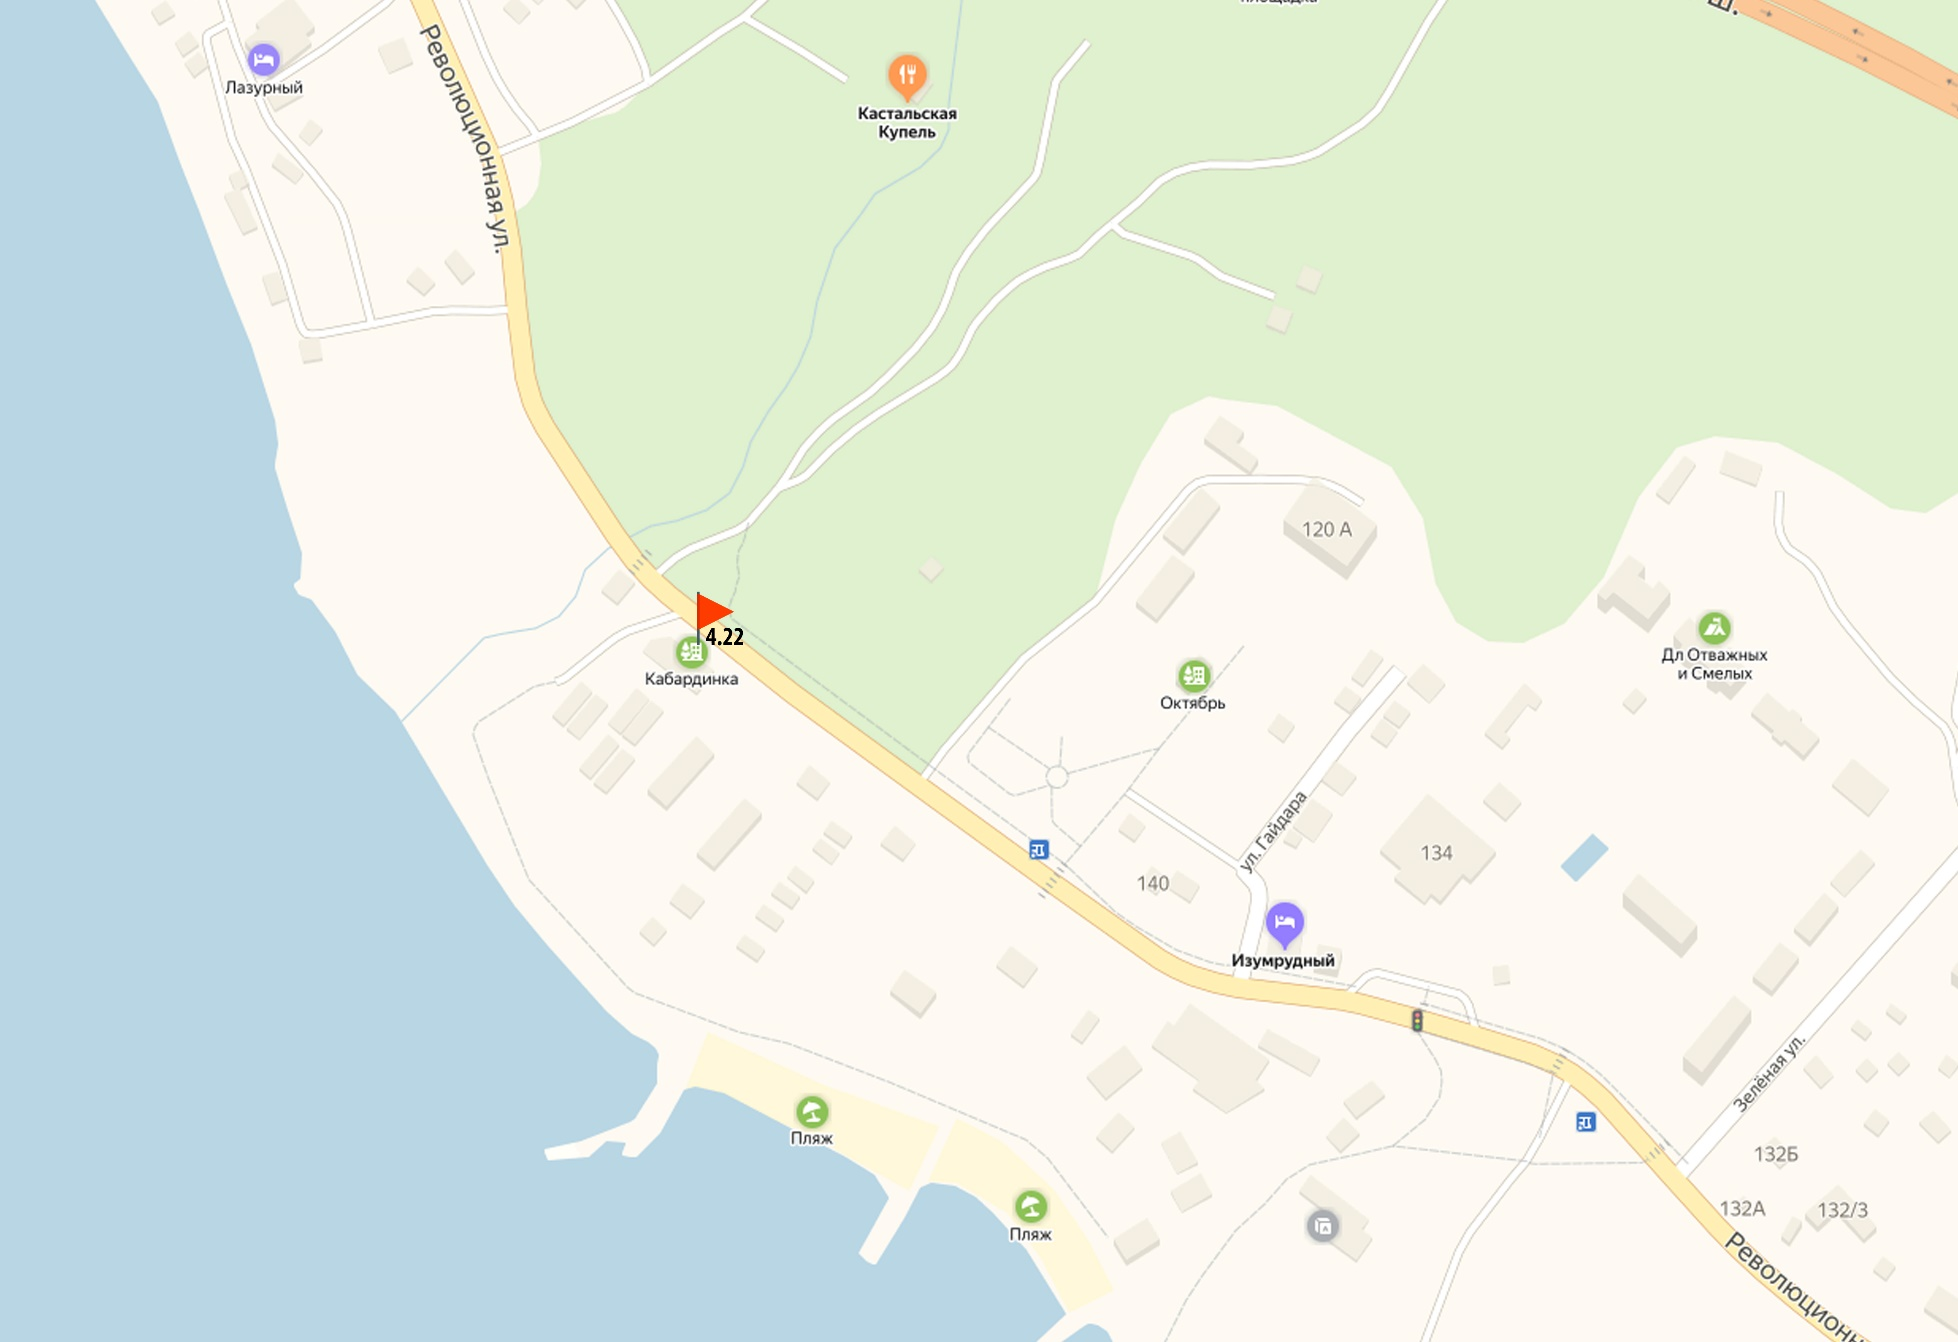 Революционная ул.
Лазурный
Кастальская
Купель
ш.
120 А
4.22
Кабардинка
Октябрь
Дл Отважных
и Смелых
ул. Гайдара
134
140
Изумрудный
Зелёная ул.
Пляж
Пляж
132Б
132А
132/3
Революционн